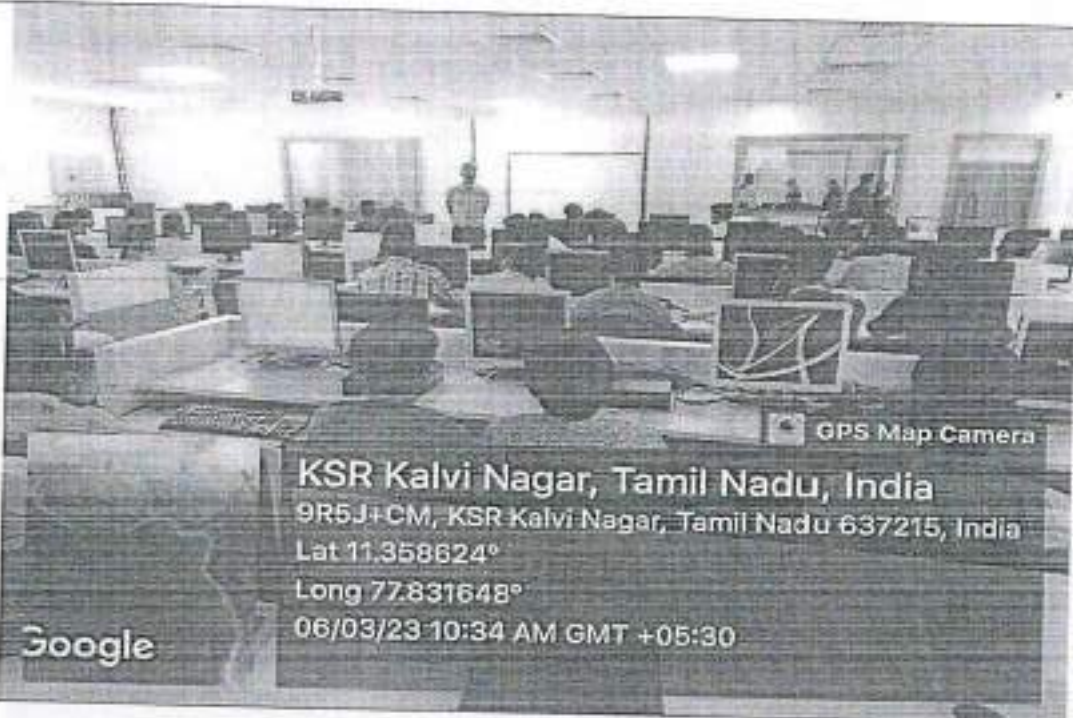 GPS Map Camera
KSR Kalvi Nagar, Tamil Nadu, India
9R5J+CM, KSR Kalvi Nagar, Tamil Nadu 637215, India
Lat 11.358624°
Long 77.831648°
06/03/23 10:34 AM GMT +05:30
Google